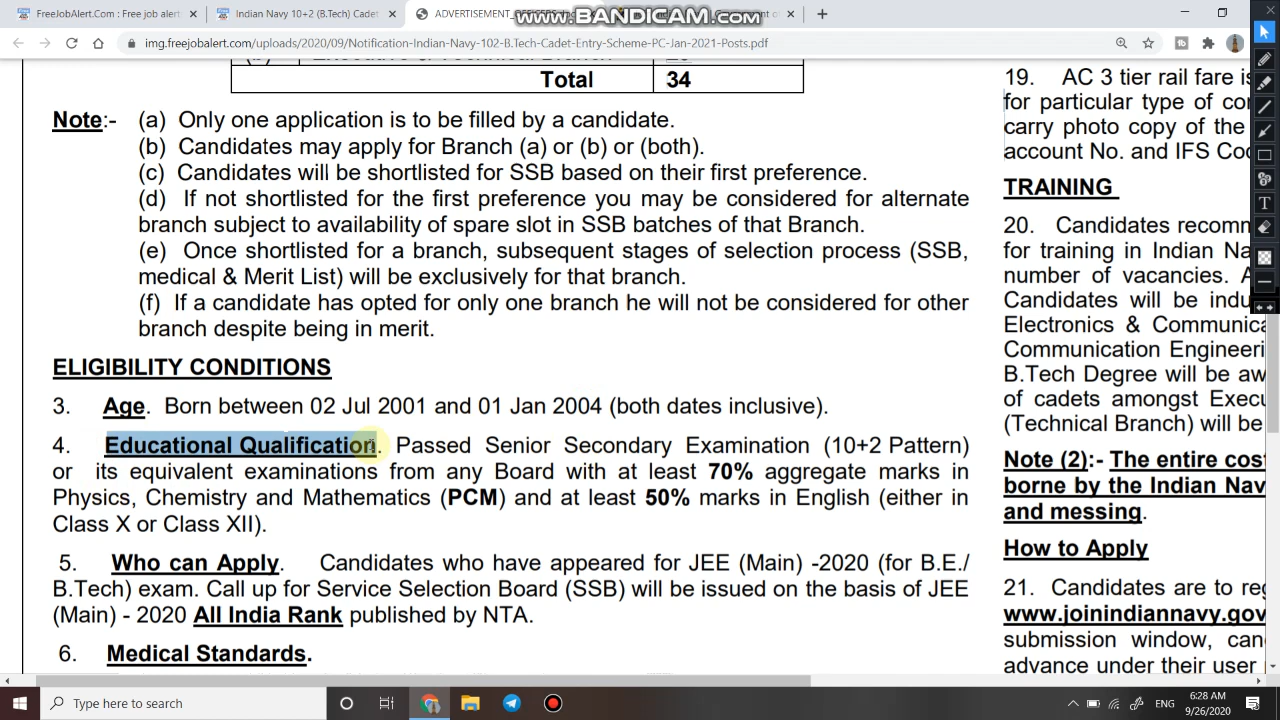 FreeJobAlert.Com : Free job alert
Indian Navy 10+2 (B.Tech) Cadet
ADVERTISEMENT_OFFICERS_
www.BANDICAM.com
img.freejobalert.com/uploads/2020/09/Notification-Indian-Navy-102-B.Tech-Cadet-Entry-Scheme-PC-Jan-2021-Posts.pdf
Total 34
Note:- (a) Only one application is to be filled by a candidate.
(b) Candidates may apply for Branch (a) or (b) or (both).
(c) Candidates will be shortlisted for SSB based on their first preference.
(d) If not shortlisted for the first preference you may be considered for alternate
branch subject to availability of spare slot in SSB batches of that Branch.
(e) Once shortlisted for a branch, subsequent stages of selection process (SSB,
medical & Merit List) will be exclusively for that branch.
(f) If a candidate has opted for only one branch he will not be considered for other
branch despite being in merit.
ELIGIBILITY CONDITIONS
3. Age. Born between 02 Jul 2001 and 01 Jan 2004 (both dates inclusive).
4. Educational Qualification. Passed Senior Secondary Examination (10+2 Pattern)
or its equivalent examinations from any Board with at least 70% aggregate marks in
Physics, Chemistry and Mathematics (PCM) and at least 50% marks in English (either in
Class X or Class XII).
5. Who can Apply. Candidates who have appeared for JEE (Main) -2020 (for B.E./
B.Tech) exam. Call up for Service Selection Board (SSB) will be issued on the basis of JEE
(Main) - 2020 All India Rank published by NTA.
6. Medical Standards.
19. AC 3 tier rail fare is
for particular type of co
carry photo copy of the
account No. and IFS Co
TRAINING
20. Candidates recomm
for training in Indian Na
number of vacancies. A
Candidates will be indu
Electronics & Communica
Communication Engineeri
B.Tech Degree will be aw
of cadets amongst Execu
(Technical Branch) will be
Note (2):- The entire cost
borne by the Indian Nav
and messing.
How to Apply
21. Candidates are to reg
www.joinindiannavy.gov
submission window, can
advance under their user
Type here to search
ENG
6:28 AM
9/26/2020